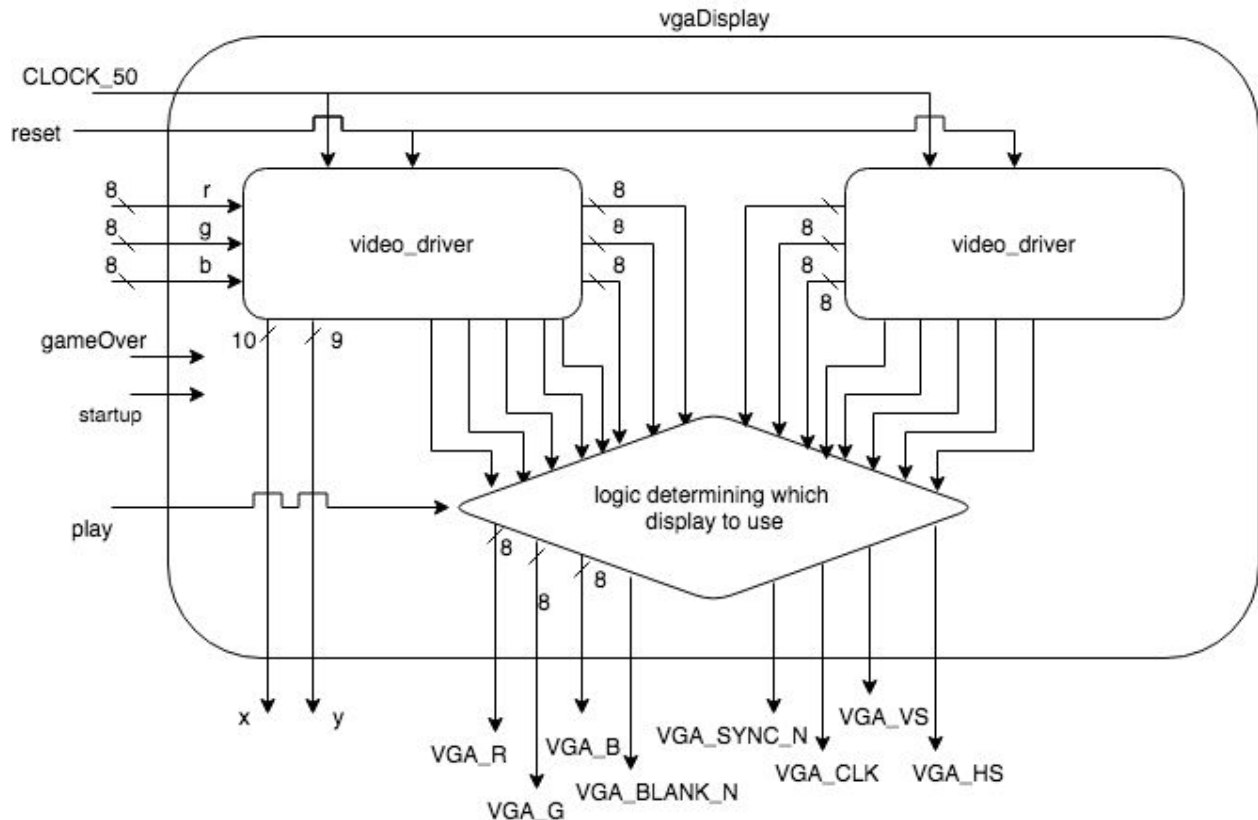 vgaDisplay
CLOCK_50
reset
8 r
8 g
8 b
video_driver
8
8
8
8
8
8
video_driver
10
9
gameOver
startup
play
logic determining which
display to use
8
8
8
x
y
VGA_R
VGA_G
VGA_B
VGA_BLANK_N
VGA_SYNC_N
VGA_CLK
VGA_VS
VGA_HS